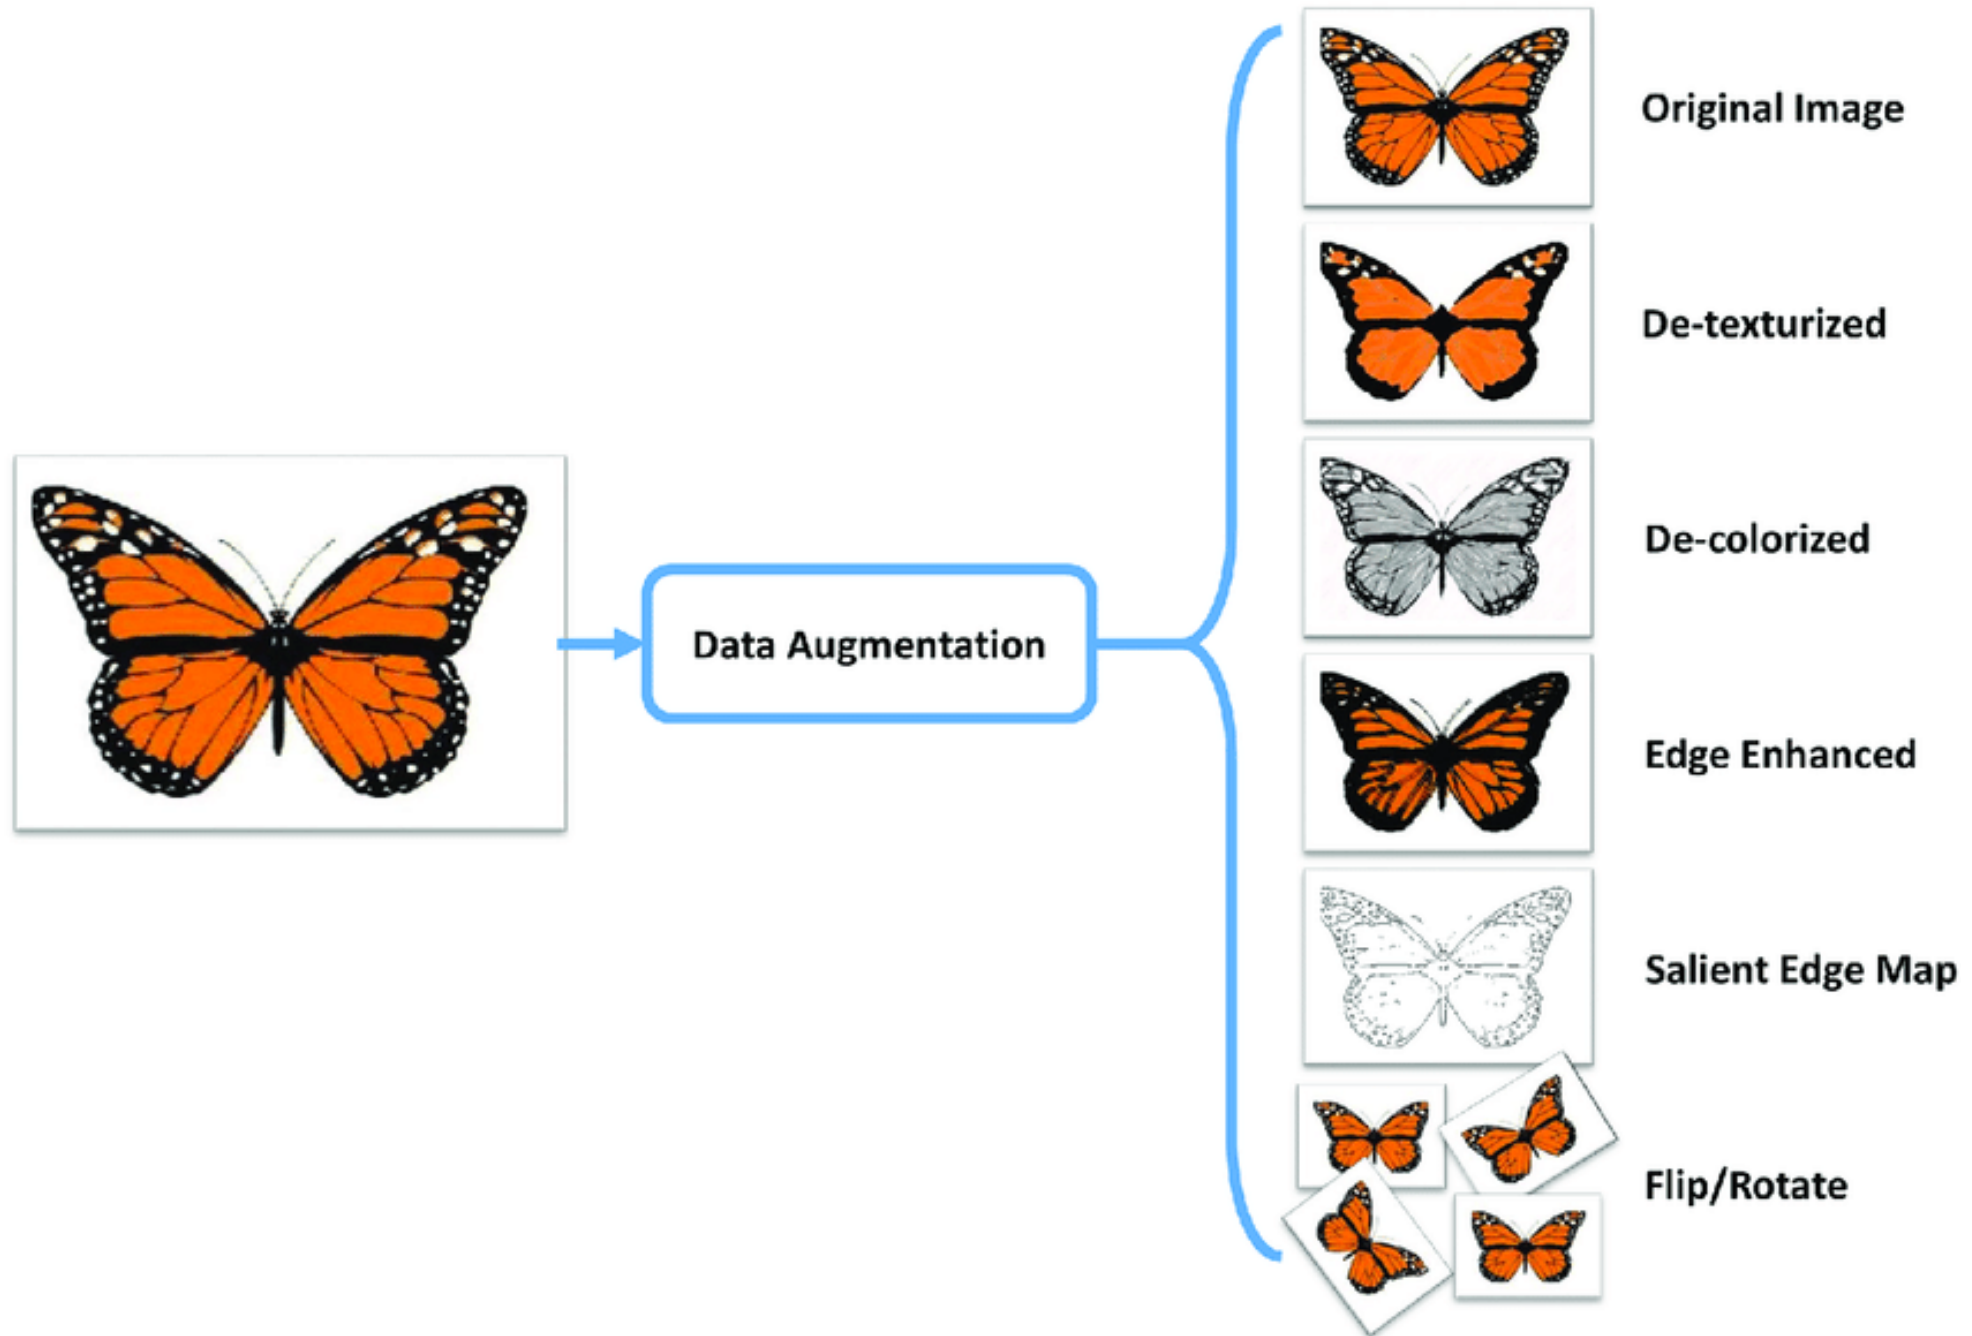 Original Image
De-texturized
De-colorized
Data Augmentation
Edge Enhanced
Salient Edge Map
Flip/Rotate